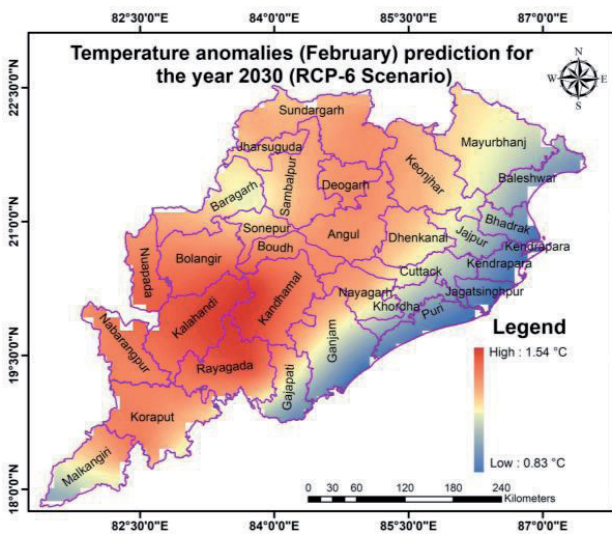 82°30'0"E 84°0'0"E 85°30'0"E 87°0'0"E
Temperature anomalies (February) prediction for
the year 2030 (RCP-6 Scenario)
N
W E
S
22°30'0"N
21°0'0"N
19°30'0"N
18°0'0"N
Sundargarh
Mayurbhanj
Jharsuguda
Keonjhar
Sambalpur
Baleshwar
Deogarh
Baragarh
Bhadrak
Sonepur
Angul
Dhenkanal
Jajpur
Kendrapara
Boudh
Bolangir
Nuapada
Kendrapara
Cuttack
Kandhamal
Nayagarh
Jagatsinghpur
Khordha
Kalahandi
Puri
Nabarangpur
Ganjam
Rayagada
Gajapati
Koraput
Malkangiri
Legend
High : 1.54 °C
Low : 0.83 °C
0 30 60 120 180 240
Kilometers
82°30'0"E 84°0'0"E 85°30'0"E 87°0'0"E